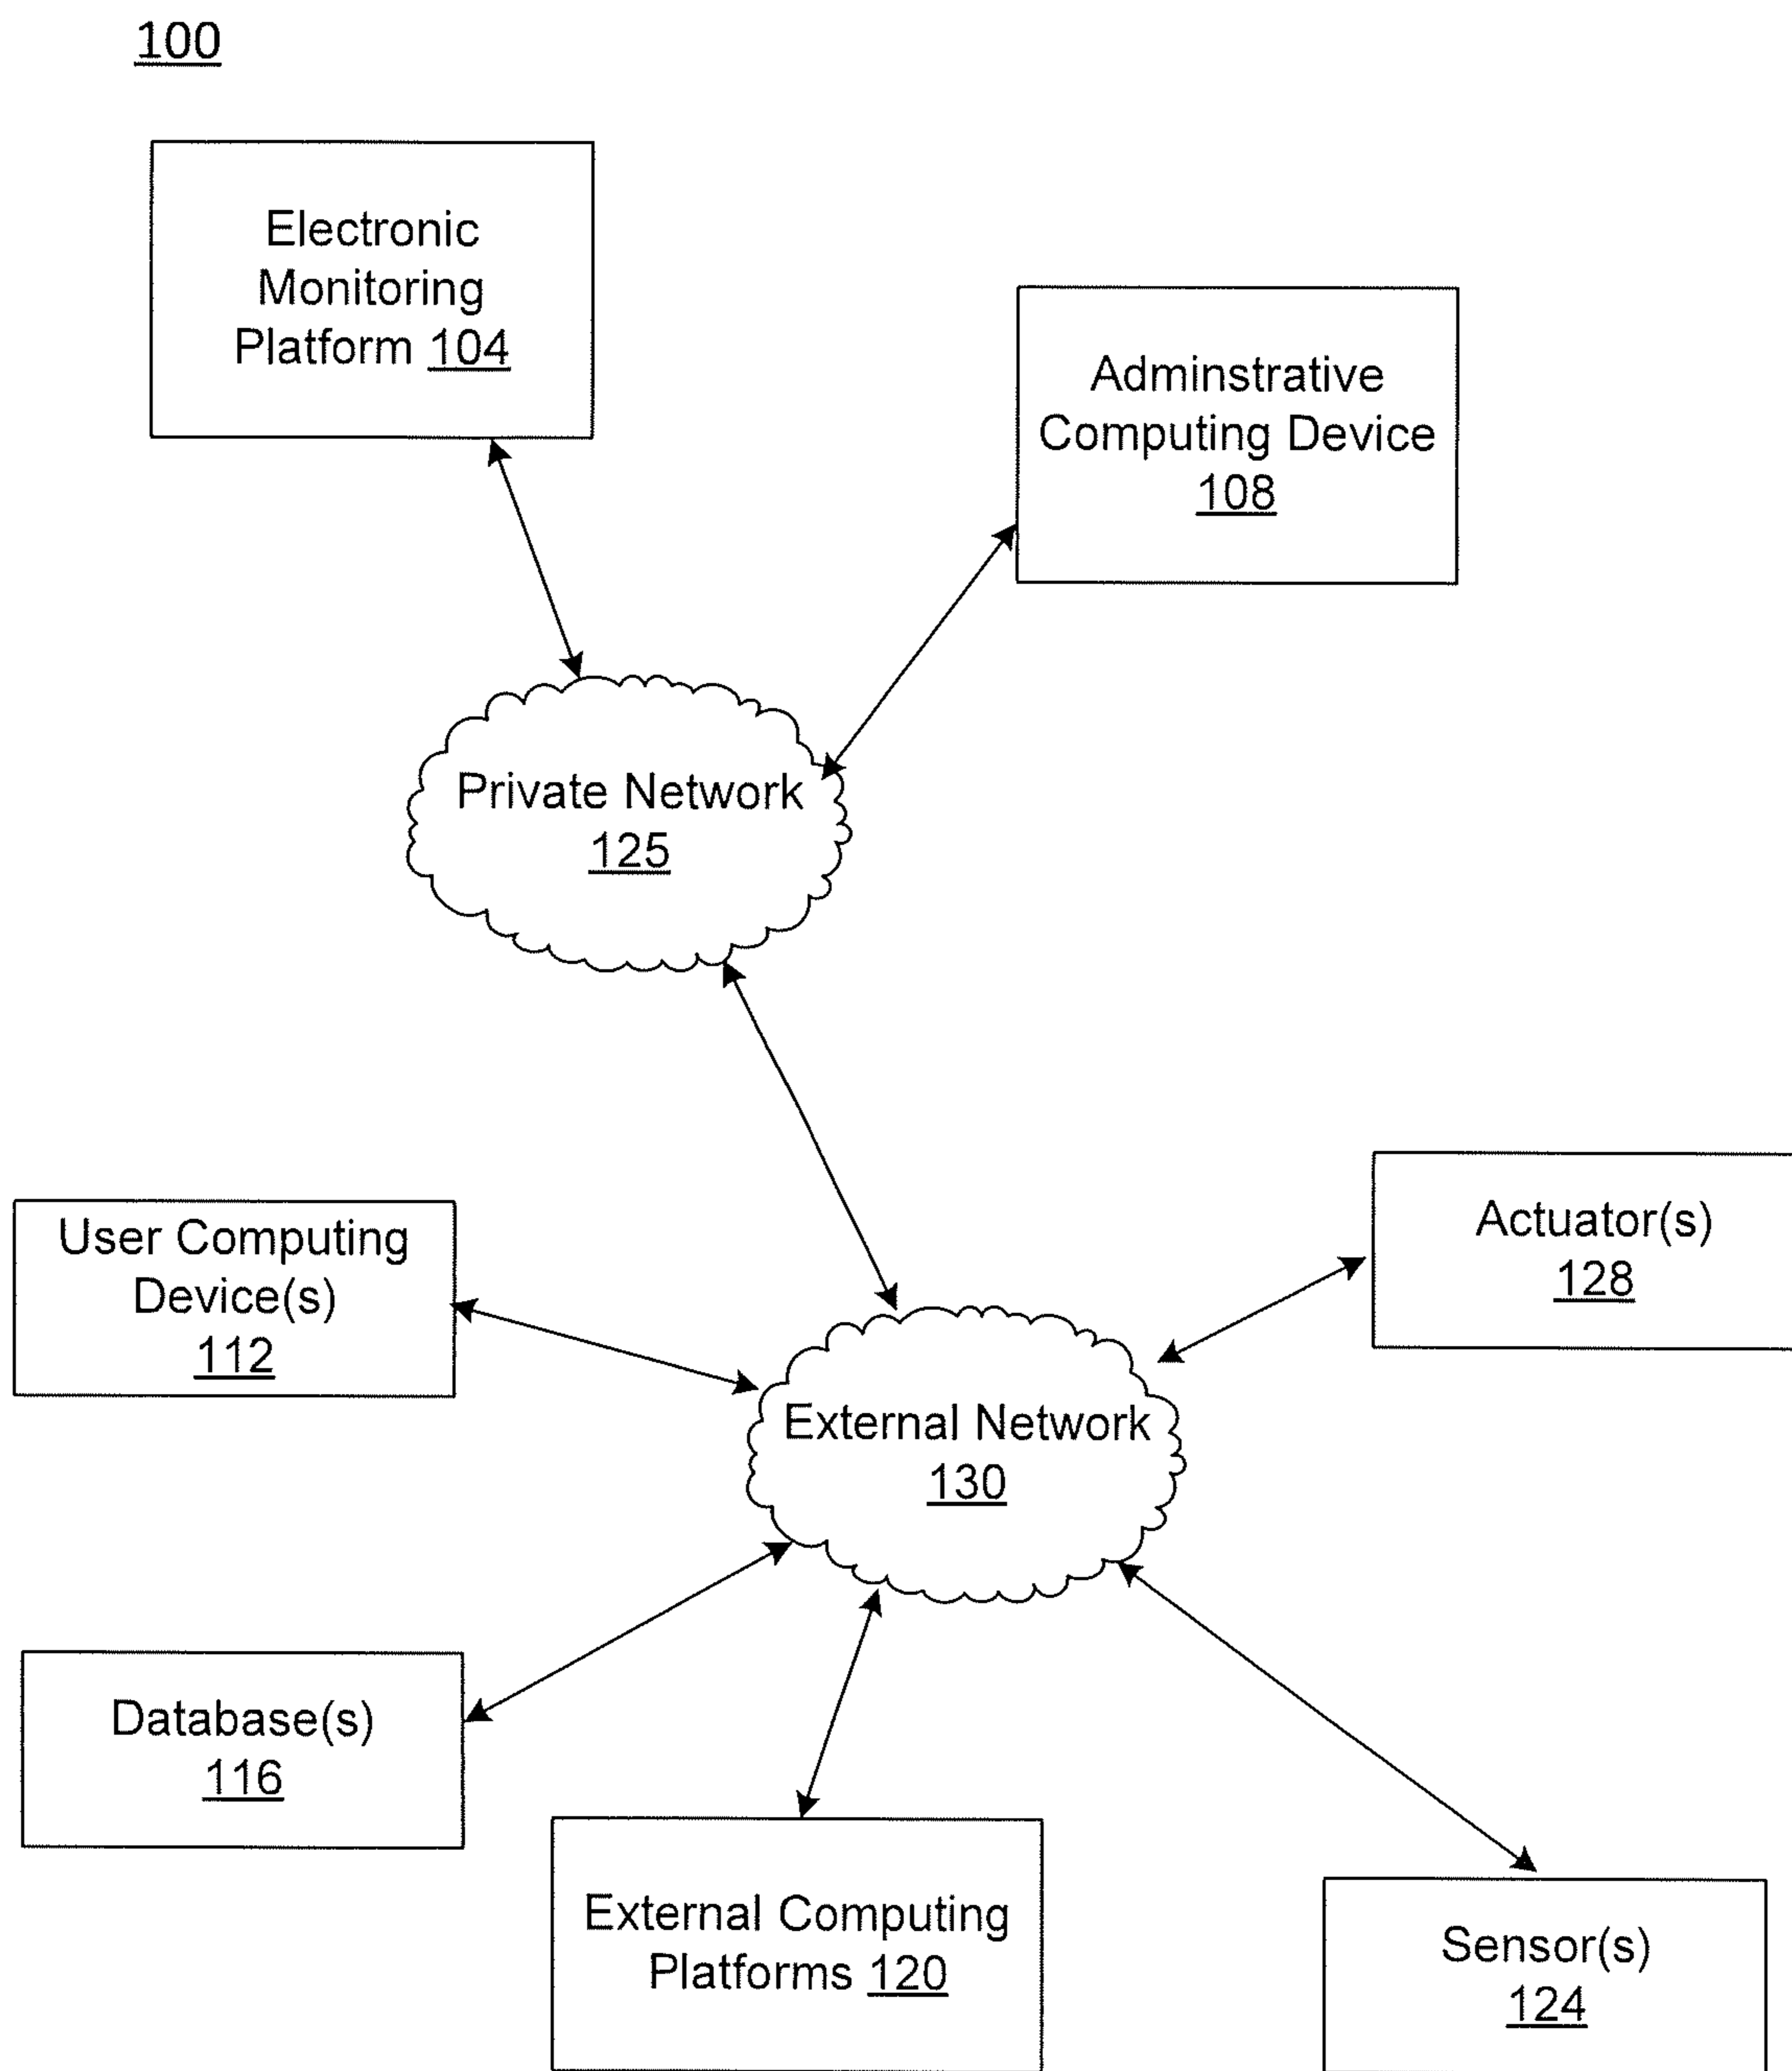 100
Electronic
Monitoring
Platform 104
Adminstrative
Computing Device
108
Private Network
125
User Computing
Device(s)
112
Actuator(s)
128
External Network
130
Database(s)
116
External Computing
Platforms 120
Sensor(s)
124